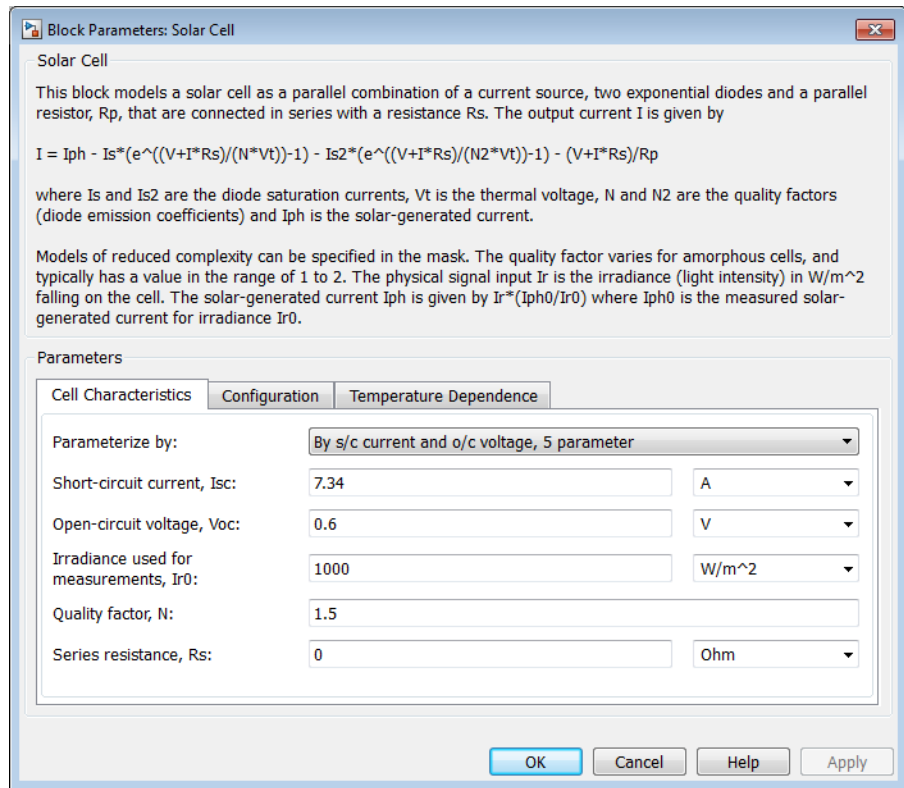 Block Parameters: Solar Cell
Solar Cell
This block models a solar cell as a parallel combination of a current source, two exponential diodes and a parallel
resistor, Rp, that are connected in series with a resistance Rs. The output current I is given by
I = Iph - Is*(e^((V+I*Rs)/(N*Vt))-1) - Is2*(e^((V+I*Rs)/(N2*Vt))-1) - (V+I*Rs)/Rp
where Is and Is2 are the diode saturation currents, Vt is the thermal voltage, N and N2 are the quality factors
(diode emission coefficients) and Iph is the solar-generated current.
Models of reduced complexity can be specified in the mask. The quality factor varies for amorphous cells, and
typically has a value in the range of 1 to 2. The physical signal input Ir is the irradiance (light intensity) in W/m^2
falling on the cell. The solar-generated current Iph is given by Ir*(Iph0/Ir0) where Iph0 is the measured solar-
generated current for irradiance Ir0.
Parameters
Cell Characteristics Configuration Temperature Dependence
Parameterize by: By s/c current and o/c voltage, 5 parameter
Short-circuit current, Isc: 7.34 A
Open-circuit voltage, Voc: 0.6 V
Irradiance used for
measurements, Ir0: 1000 W/m^2
Quality factor, N: 1.5
Series resistance, Rs: 0 Ohm
OK Cancel Help Apply